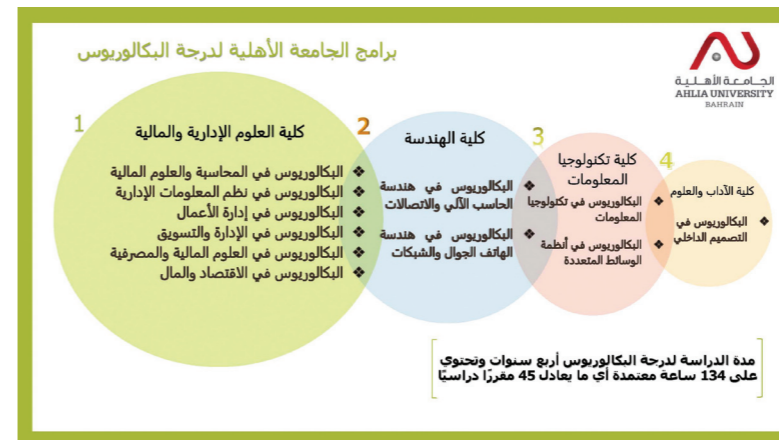 برامج الجامعة الأهلية لدرجة البكالوريوس
الجـامـعـة الأهـلـيـة
AHLIA UNIVERSITY
BAHRAIN
1
كلية العلوم الإدارية والمالية
❖ البكالوريوس في المحاسبة والعلوم المالية
❖ البكالوريوس في نظم المعلومات الإدارية
❖ البكالوريوس في إدارة الأعمال
❖ البكالوريوس في الإدارة والتسويق
❖ البكالوريوس في العلوم المالية والمصرفية
❖ البكالوريوس في الاقتصاد والمال
2
كلية الهندسة
❖ البكالوريوس في هندسة
الحاسب الآلي والاتصالات
❖ البكالوريوس في هندسة
الهاتف الجوال والشبكات
3
كلية تكنولوجيا
المعلومات
❖ البكالوريوس في تكنولوجيا
المعلومات
❖ البكالوريوس في أنظمة
الوسائط المتعددة
4
كلية الآداب والعلوم
❖ البكالوريوس في
التصميم الداخلي
مدة الدراسة لدرجة البكالوريوس أربع سنوات وتحتوي
على 134 ساعة معتمدة أي ما يعادل 45 مقررًا دراسيًا